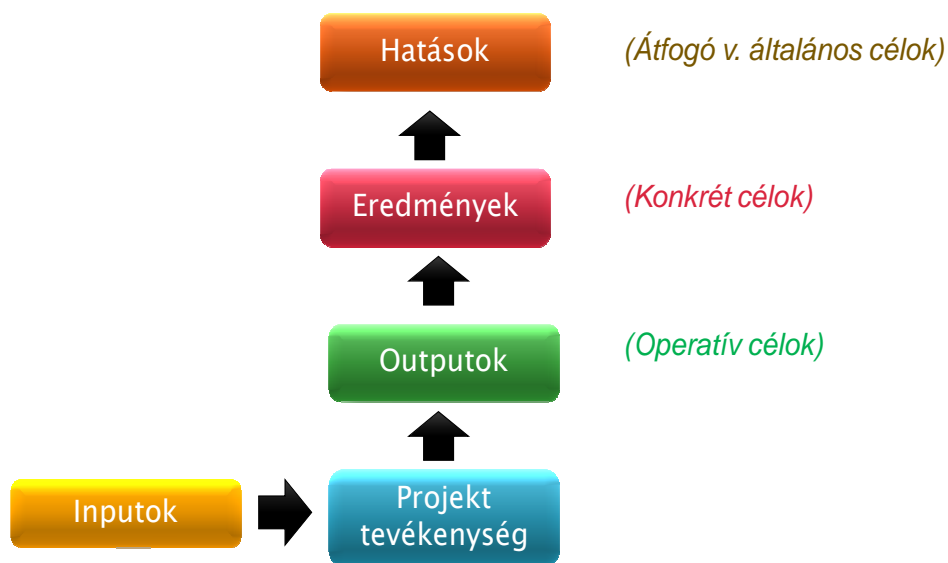 Hatások
(Átfogó v. általános célok)
Eredmények
(Konkrét célok)
Outputok
(Operatív célok)
Inputok
Projekt
tevékenység